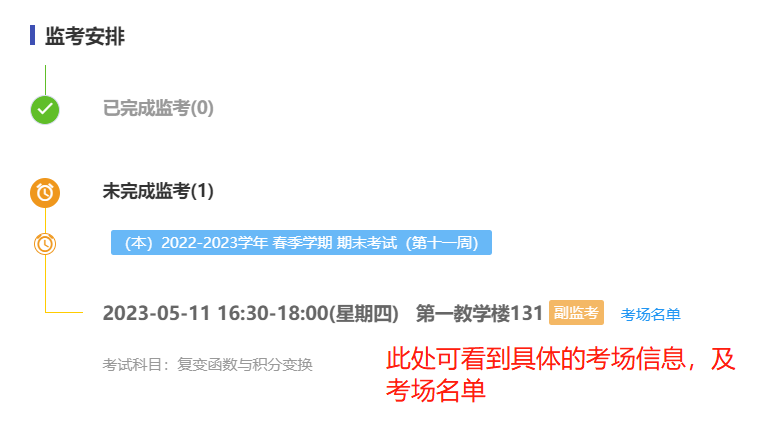 监考安排
已完成监考(0)
未完成监考(1)
（本）2022-2023学年 春季学期 期末考试（第十一周）
2023-05-11 16:30-18:00(星期四) 第一教学楼131 副监考 考场名单
考试科目：复变函数与积分变换
此处可看到具体的考场信息，及
考场名单